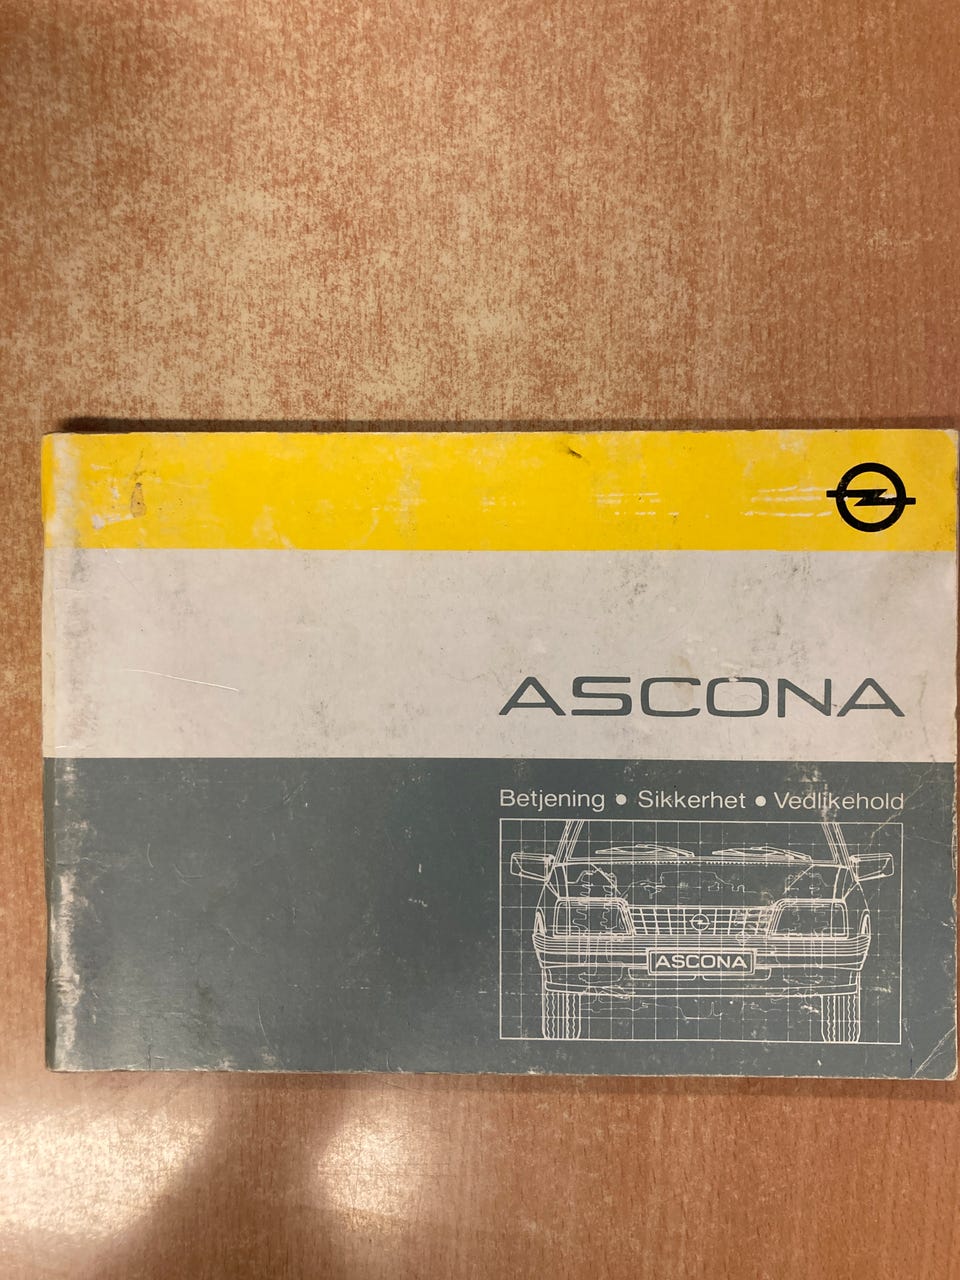 ASCONA
Betjening • Sikkerhet • Vedlikehold
ASCONA